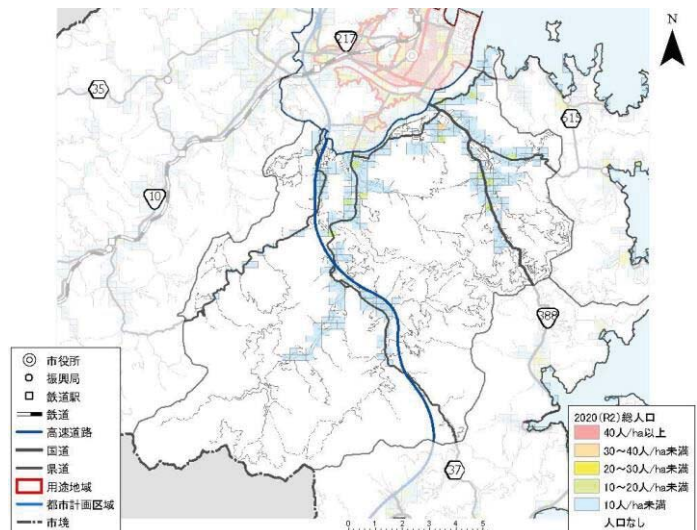 217
N
35
515
10
388
37
◎ 市役所
○ 振興局
□ 鉄道駅
鉄道
高速道路
国道
県道
用途地域
都市計画区域
市境
2020(R2)総人口
40人/ha以上
30～40人/ha未満
20～30人/ha未満
10～20人/ha未満
10人/ha未満
人口なし
0 1 2 3 4 5